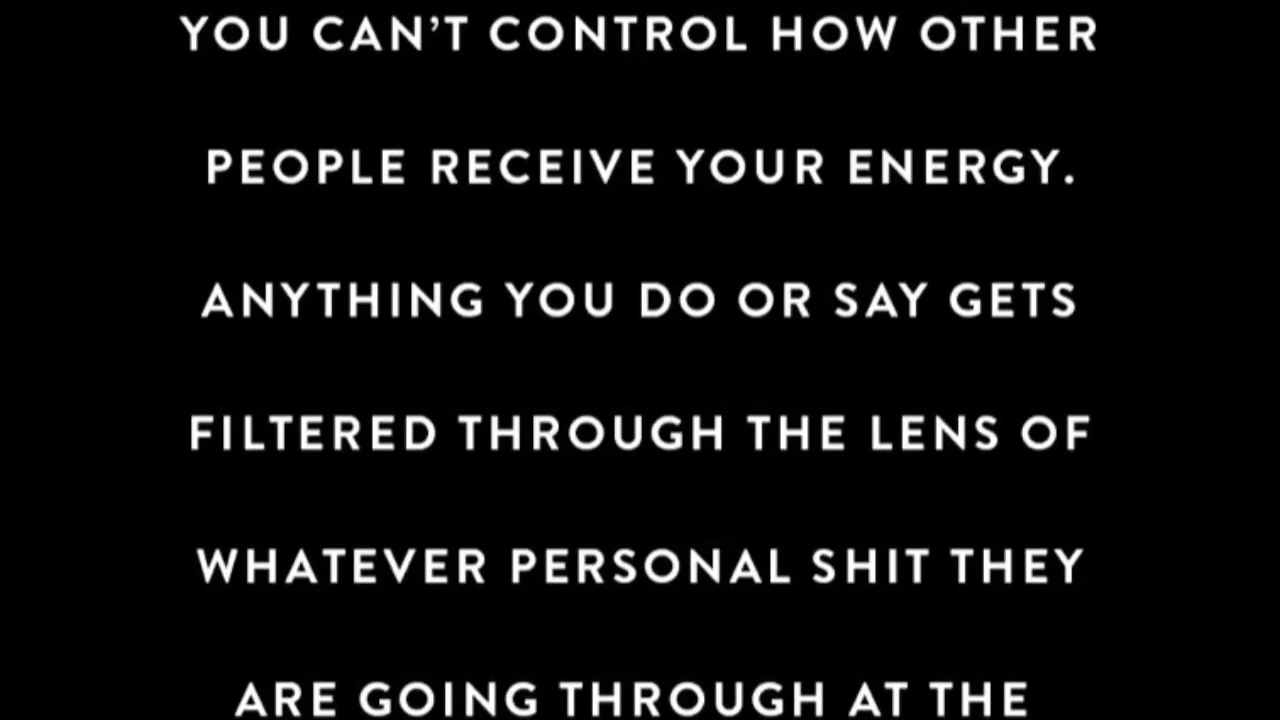 YOU CAN’T CONTROL HOW OTHER
PEOPLE RECEIVE YOUR ENERGY.
ANYTHING YOU DO OR SAY GETS
FILTERED THROUGH THE LENS OF
WHATEVER PERSONAL SHIT THEY
ARE GOING THROUGH AT THE